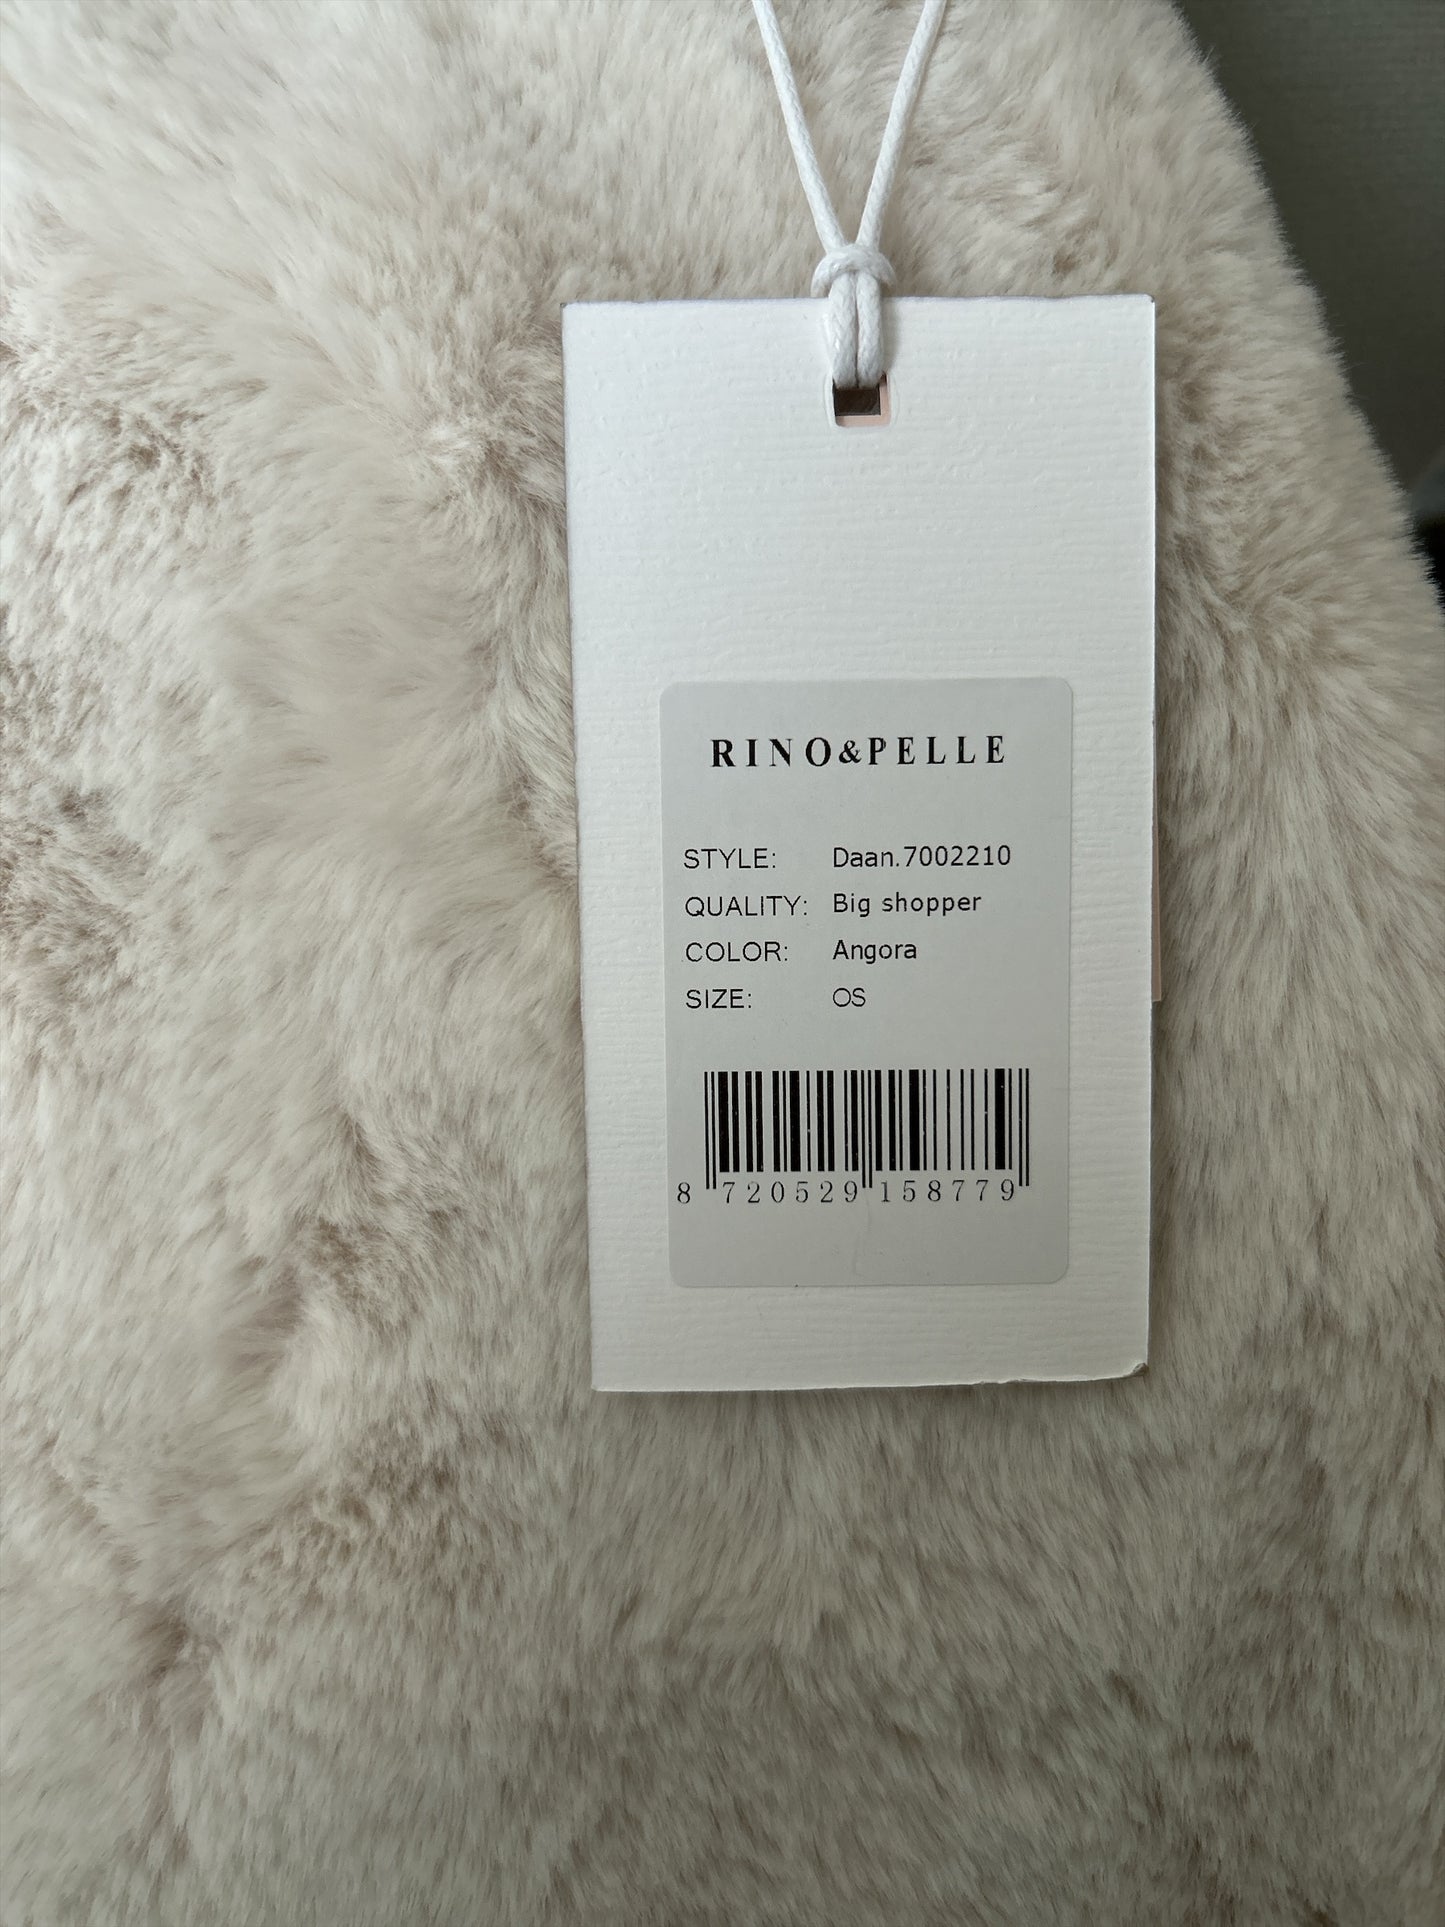 RINO&PELLE
STYLE: Daan.7002210
QUALITY: Big shopper
COLOR: Angora
SIZE: OS
8 720529 158779